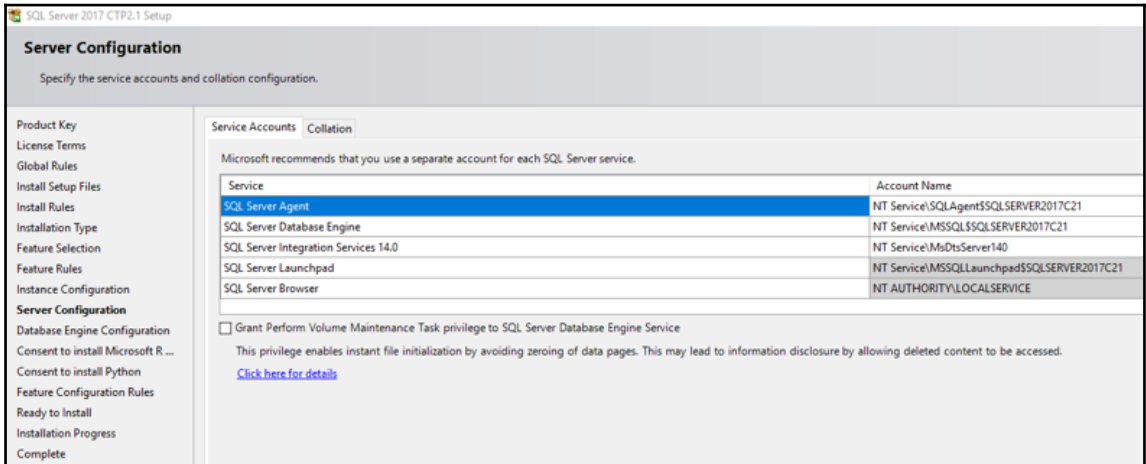 SQL Server 2017 CTP2.1 Setup
Server Configuration
Specify the service accounts and collation configuration.
Product Key
License Terms
Global Rules
Install Setup Files
Install Rules
Installation Type
Feature Selection
Feature Rules
Instance Configuration
Server Configuration
Database Engine Configuration
Consent to install Microsoft R ...
Consent to install Python
Feature Configuration Rules
Ready to Install
Installation Progress
Complete
Service Accounts Collation
Microsoft recommends that you use a separate account for each SQL Server service.
Service Account Name
SQL Server Agent NT Service\SQLAgent$SQLSERVER2017C21
SQL Server Database Engine NT Service\MSSQL$SQLSERVER2017C21
SQL Server Integration Services 14.0 NT Service\MsDtsServer140
SQL Server Launchpad NT Service\MSSQLLaunchpad$SQLSERVER2017C21
SQL Server Browser NT AUTHORITY\LOCALSERVICE
Grant Perform Volume Maintenance Task privilege to SQL Server Database Engine Service
This privilege enables instant file initialization by avoiding zeroing of data pages. This may lead to information disclosure by allowing deleted content to be accessed.
Click here for details